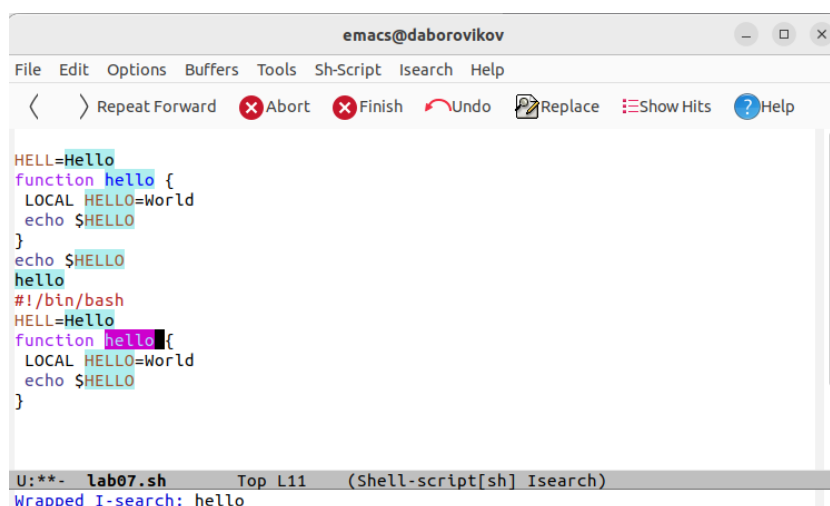 emacs@daborovikov
File Edit Options Buffers Tools Sh-Script Isearch Help
Repeat Forward Abort Finish Undo Replace Show Hits Help
HELL=Hello
function hello {
 LOCAL HELLO=World
 echo $HELLO
}
echo $HELLO
hello
#!/bin/bash
HELL=Hello
function hello {
 LOCAL HELLO=World
 echo $HELLO
}
U:**- lab07.sh Top L11 (Shell-script[sh] Isearch)
Wrapped I-search: hello